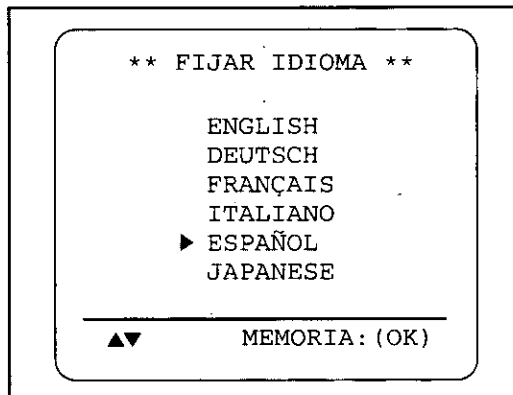 ** FIJAR IDIOMA **
ENGLISH
DEUTSCH
FRANÇAIS
ITALIANO
▶ ESPAÑOL
JAPANESE
▲▼ MEMORIA:(OK)